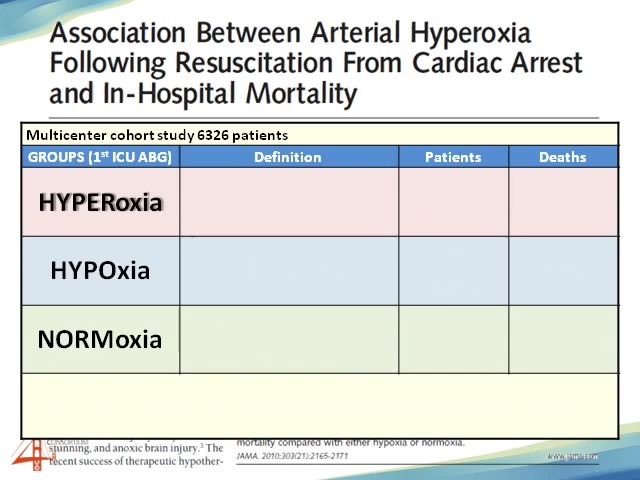 Association Between Arterial Hyperoxia
Following Resuscitation From Cardiac Arrest
and In-Hospital Mortality
Multicenter cohort study 6326 patients
GROUPS (1st ICU ABG) Definition Patients Deaths
HYPERoxia
HYPOxia
NORMoxia
CONSORTIUM
stunning, and anoxic brain injury.3 The
recent success of therapeutic hypother-
mortality compared with either hypoxia or normoxia.
JAMA. 2010;303(21):2165-2171
www.jama.com